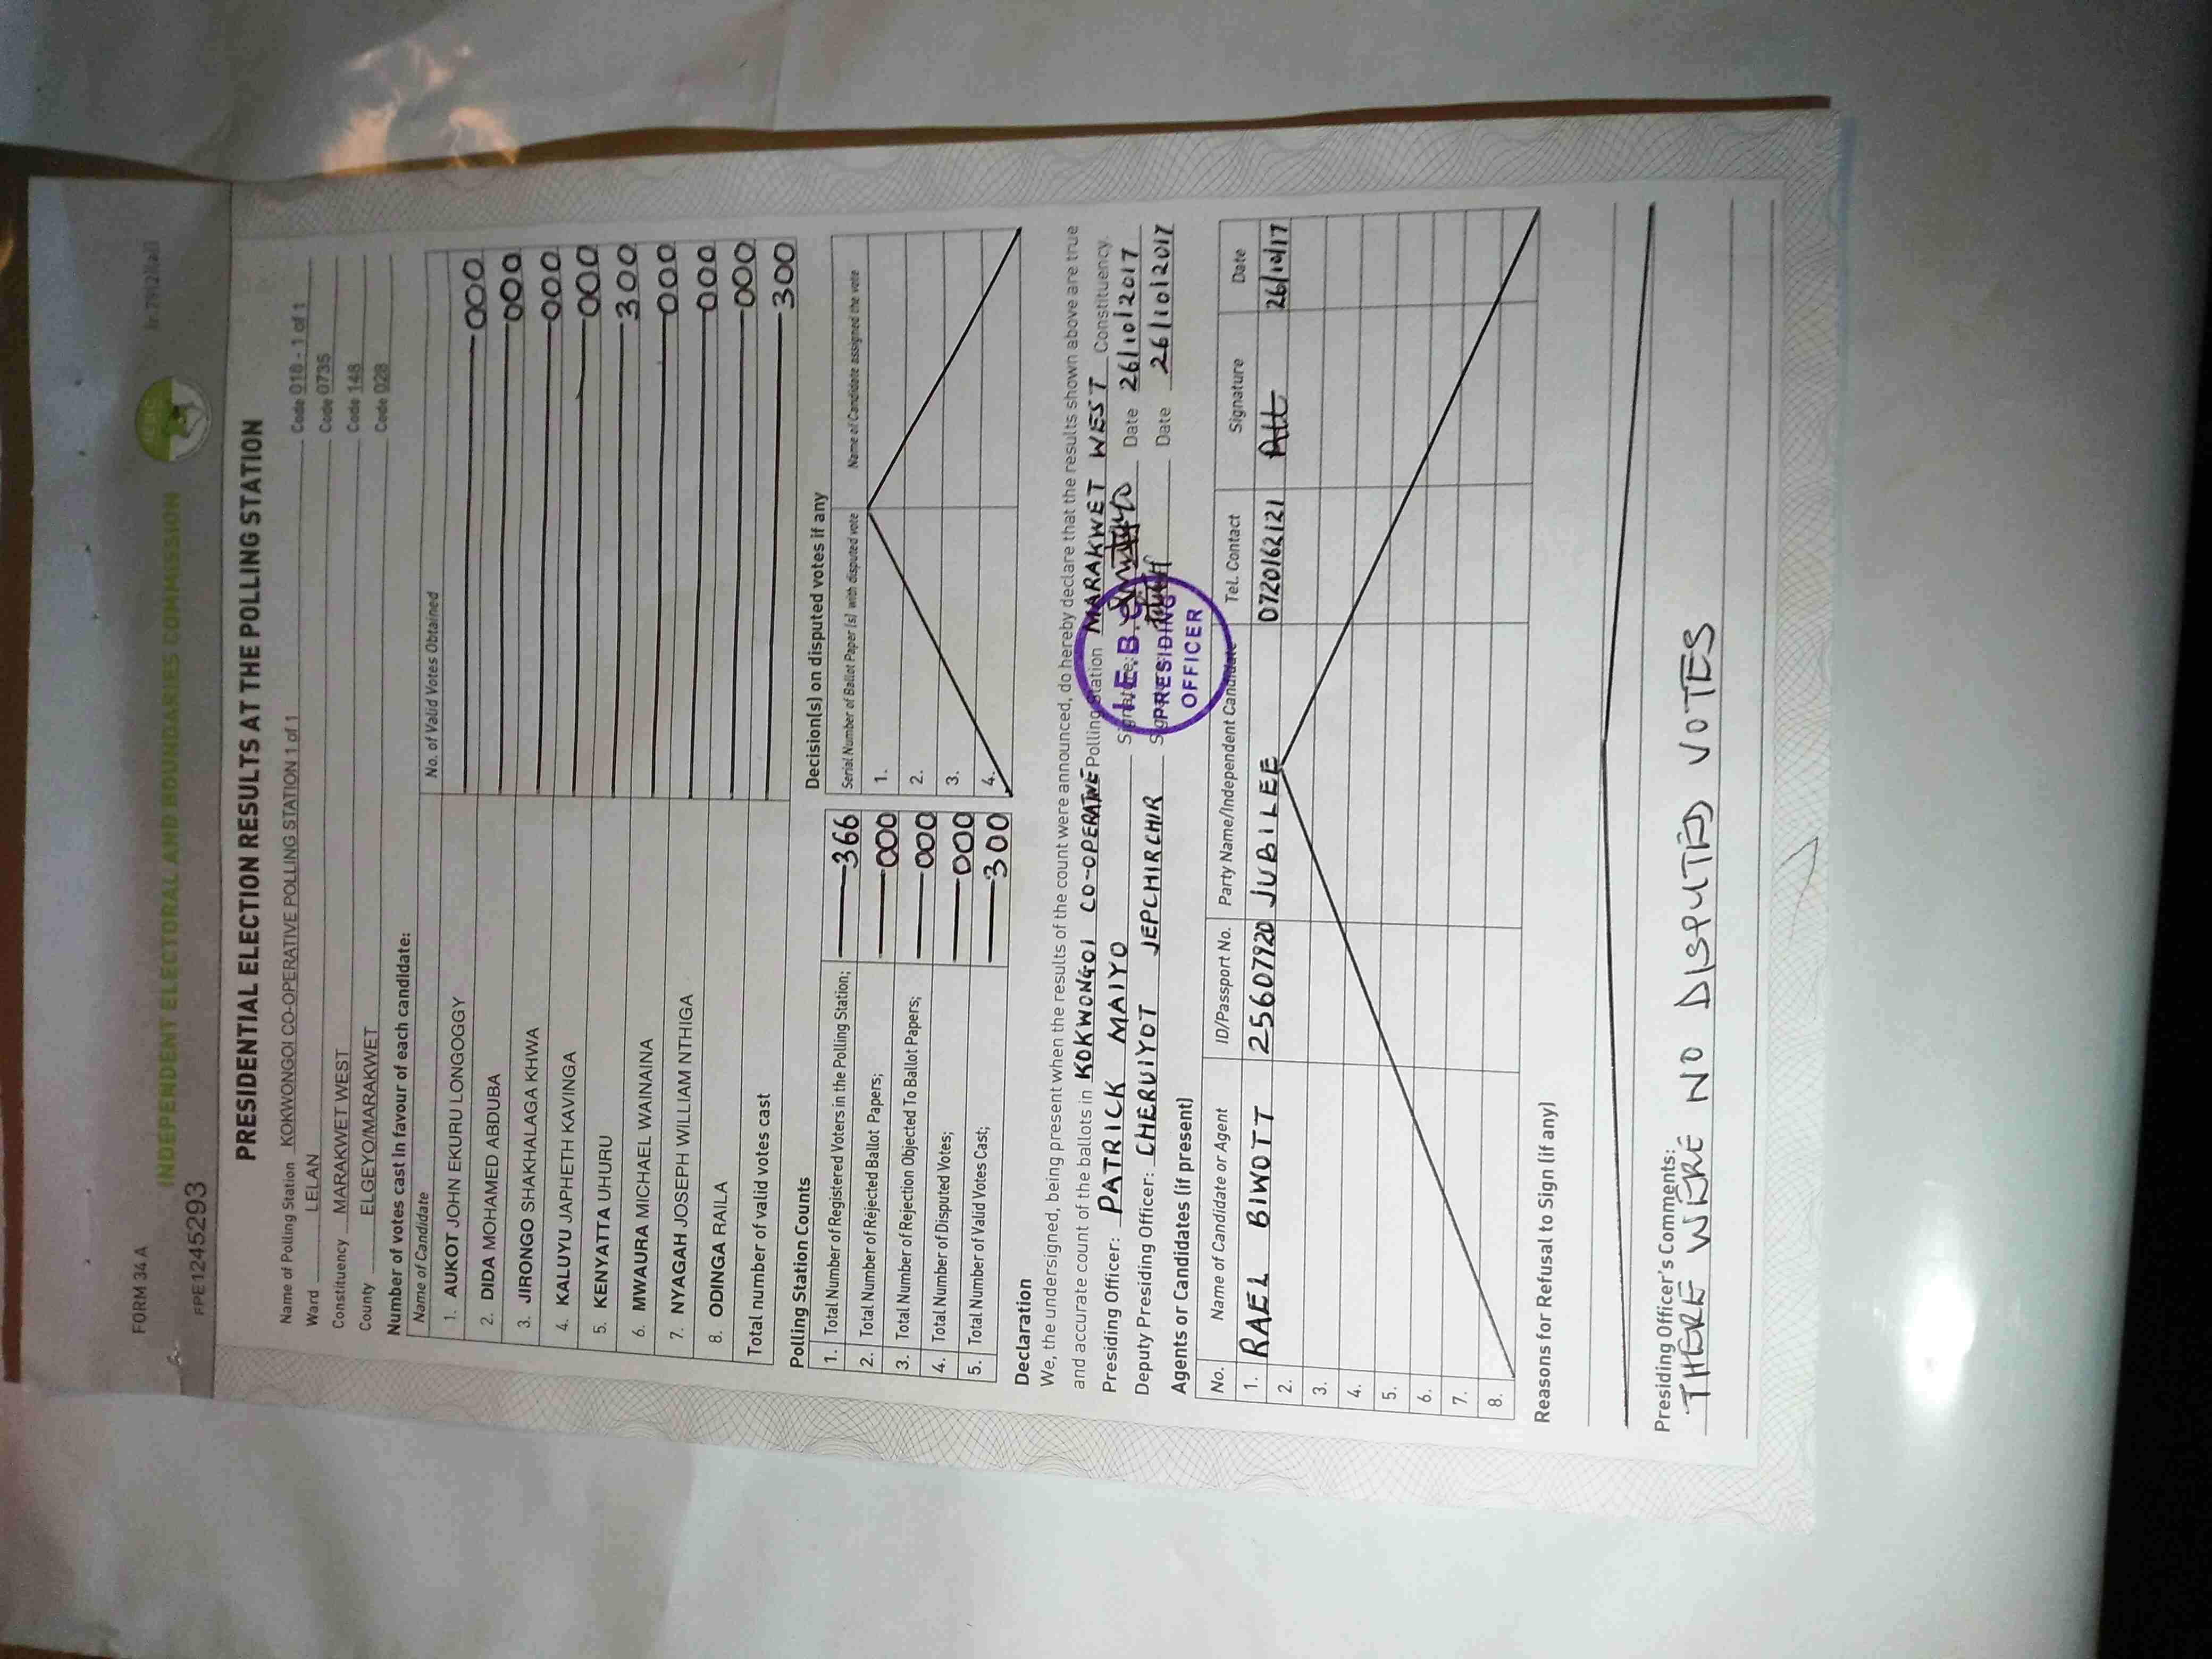 FORM 34 A
INDEPENDENT ELECTORAL AND BOUNDARIES COMMISSION
FPE1245293
PRESIDENTIAL ELECTION RESULTS AT THE POLLING STATION
Name of Polling Station KOKWONGOI CO-OPERATIVE POLLING STATION 1 of 1 Code 018 - 1 of 1
Ward LELAN Code 0735
Constituency MARAKWET WEST Code 148
County ELGEYO/MARAKWET Code 028
Number of votes cast in favour of each candidate:
Name of Candidate No. of Valid Votes Obtained
1. AUKOT JOHN EKURU LONGOGGY 000
2. DIDA MOHAMED ABDUBA 000
3. JIRONGO SHAKHALAGA KHWA 000
4. KALUYU JAPHETH KAVINGA 000
5. KENYATTA UHURU 300
6. MWAURA MICHAEL WAINAINA 000
7. NYAGAH JOSEPH WILLIAM NTHIGA 000
8. ODINGA RAILA 000
Total number of valid votes cast 300
Polling Station Counts
1. Total Number of Registered Voters in the Polling Station; 366
2. Total Number of Rejected Ballot Papers; 000
3. Total Number of Rejection Objected To Ballot Papers; 000
4. Total Number of Disputed Votes; 000
5. Total Number of Valid Votes Cast; 300
Decision(s) on disputed votes if any
Serial Number of Ballot Paper (s) with disputed vote Name of Candidate assigned the vote
1.
2.
3.
4.
Declaration
We, the undersigned, being present when the results of the count were announced, do hereby declare that the results shown above are true
and accurate count of the ballots in KOKWONGOI CO-OPERATIVE Polling Station MARAKWET WEST Constituency.
Presiding Officer: PATRICK MAIYO Signature: Date 26/10/2017
Deputy Presiding Officer: CHERUIYOT JEPCHIRCHIR Date 26/10/2017
I.E.B.C
PRESIDING
OFFICER
Agents or Candidates (if present)
No. Name of Candidate or Agent ID/Passport No. Party Name/Independent Candidate Tel. Contact Signature Date
1. RAEL BIWOTT 25607920 JUBILEE 0720162121 26/10/17
2.
3.
4.
5.
6.
7.
8.
Reasons for Refusal to Sign (if any)
Presiding Officer's Comments:
THERE WERE NO DISPUTED VOTES